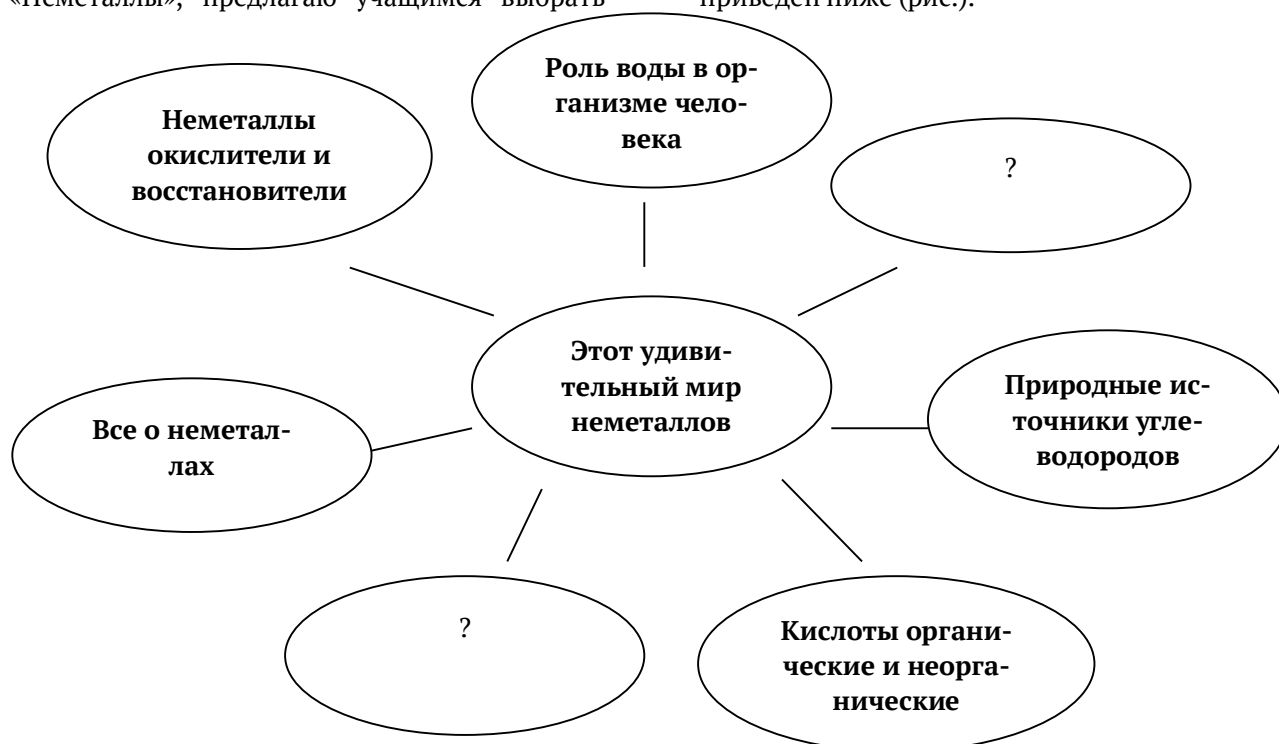 «Неметаллы», предлагаю учащимся выбрать
приведен ниже (рис.).
Роль воды в ор-
ганизме чело-
века
Неметаллы
окислители и
восстановители
?
Этот удиви-
тельный мир
неметаллов
Природные ис-
точники угле-
водородов
Все о неметал-
лах
?
Кислоты органи-
ческие и неорга-
нические